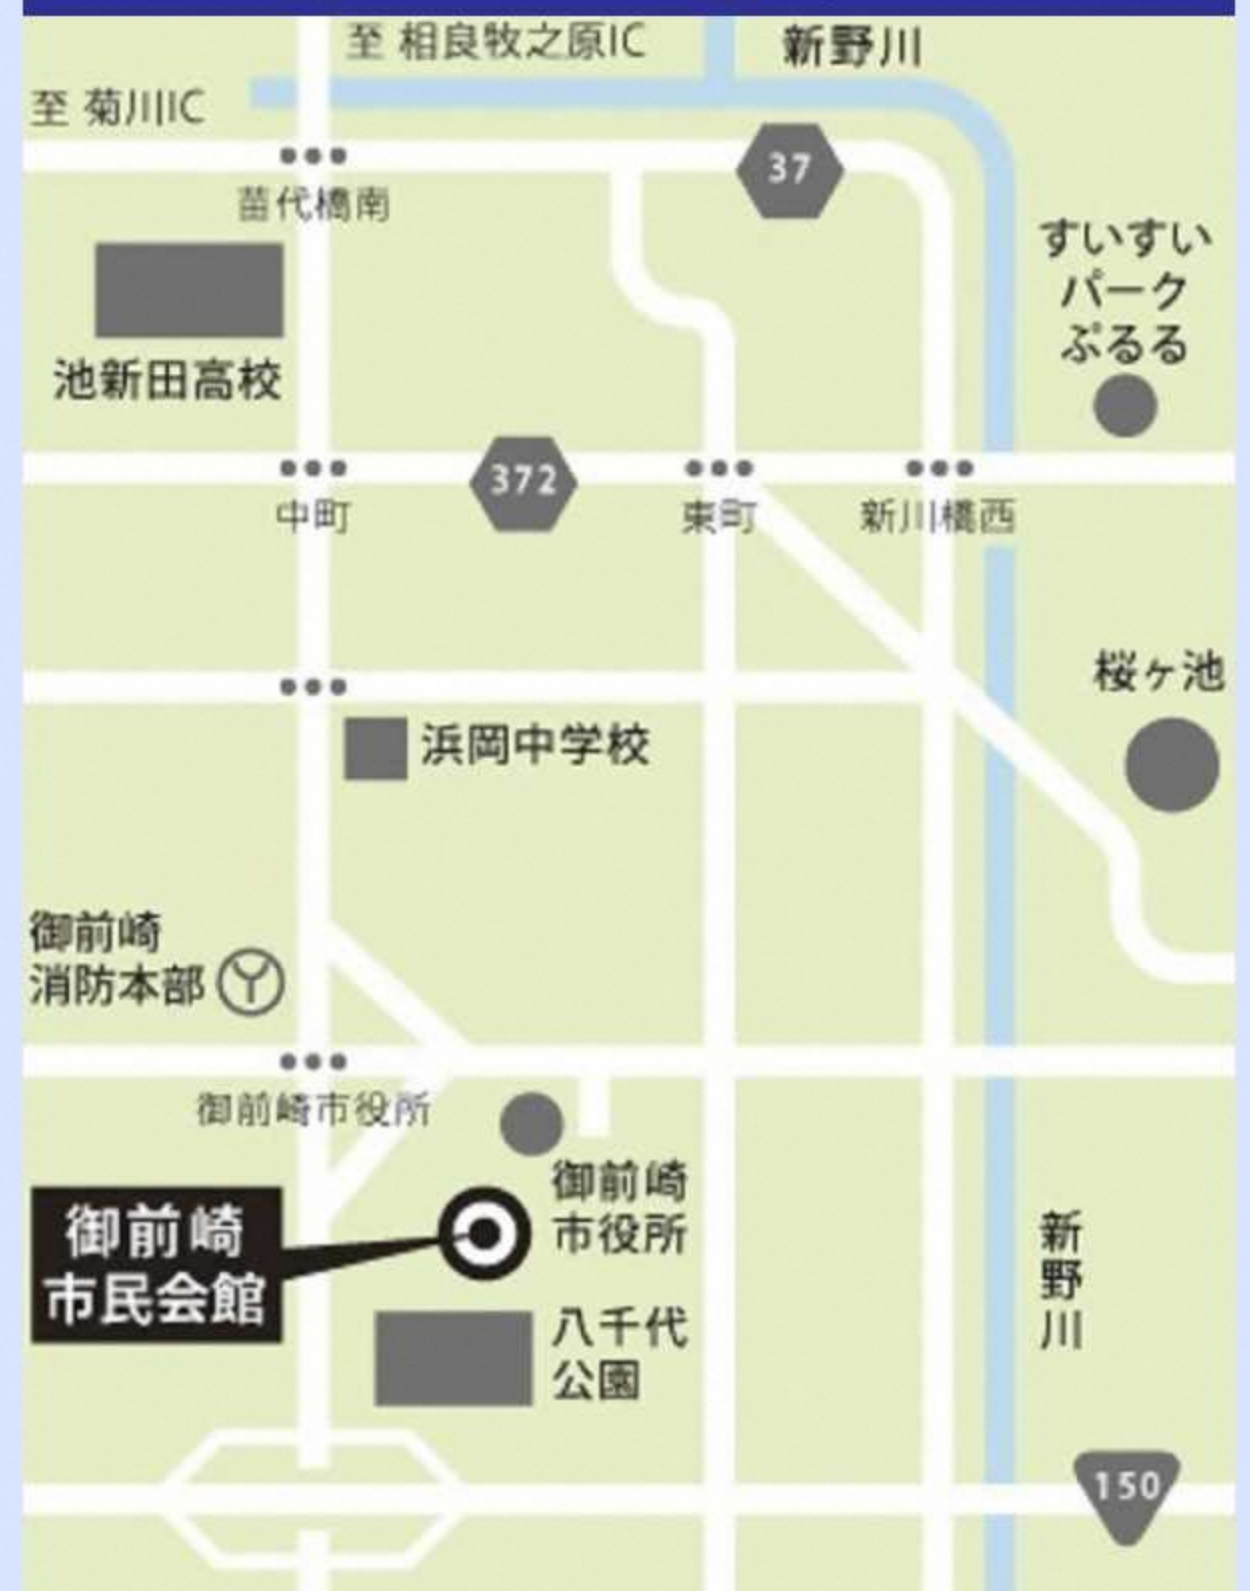 至 相良牧之原IC
新野川
至 菊川IC
37
苗代橋南
すいすい
パーク
ぷるる
池新田高校
372
中町
東町
新川橋西
桜ヶ池
浜岡中学校
御前崎
消防本部
御前崎市役所
御前崎
市役所
御前崎
市民会館
新野川
八千代
公園
150